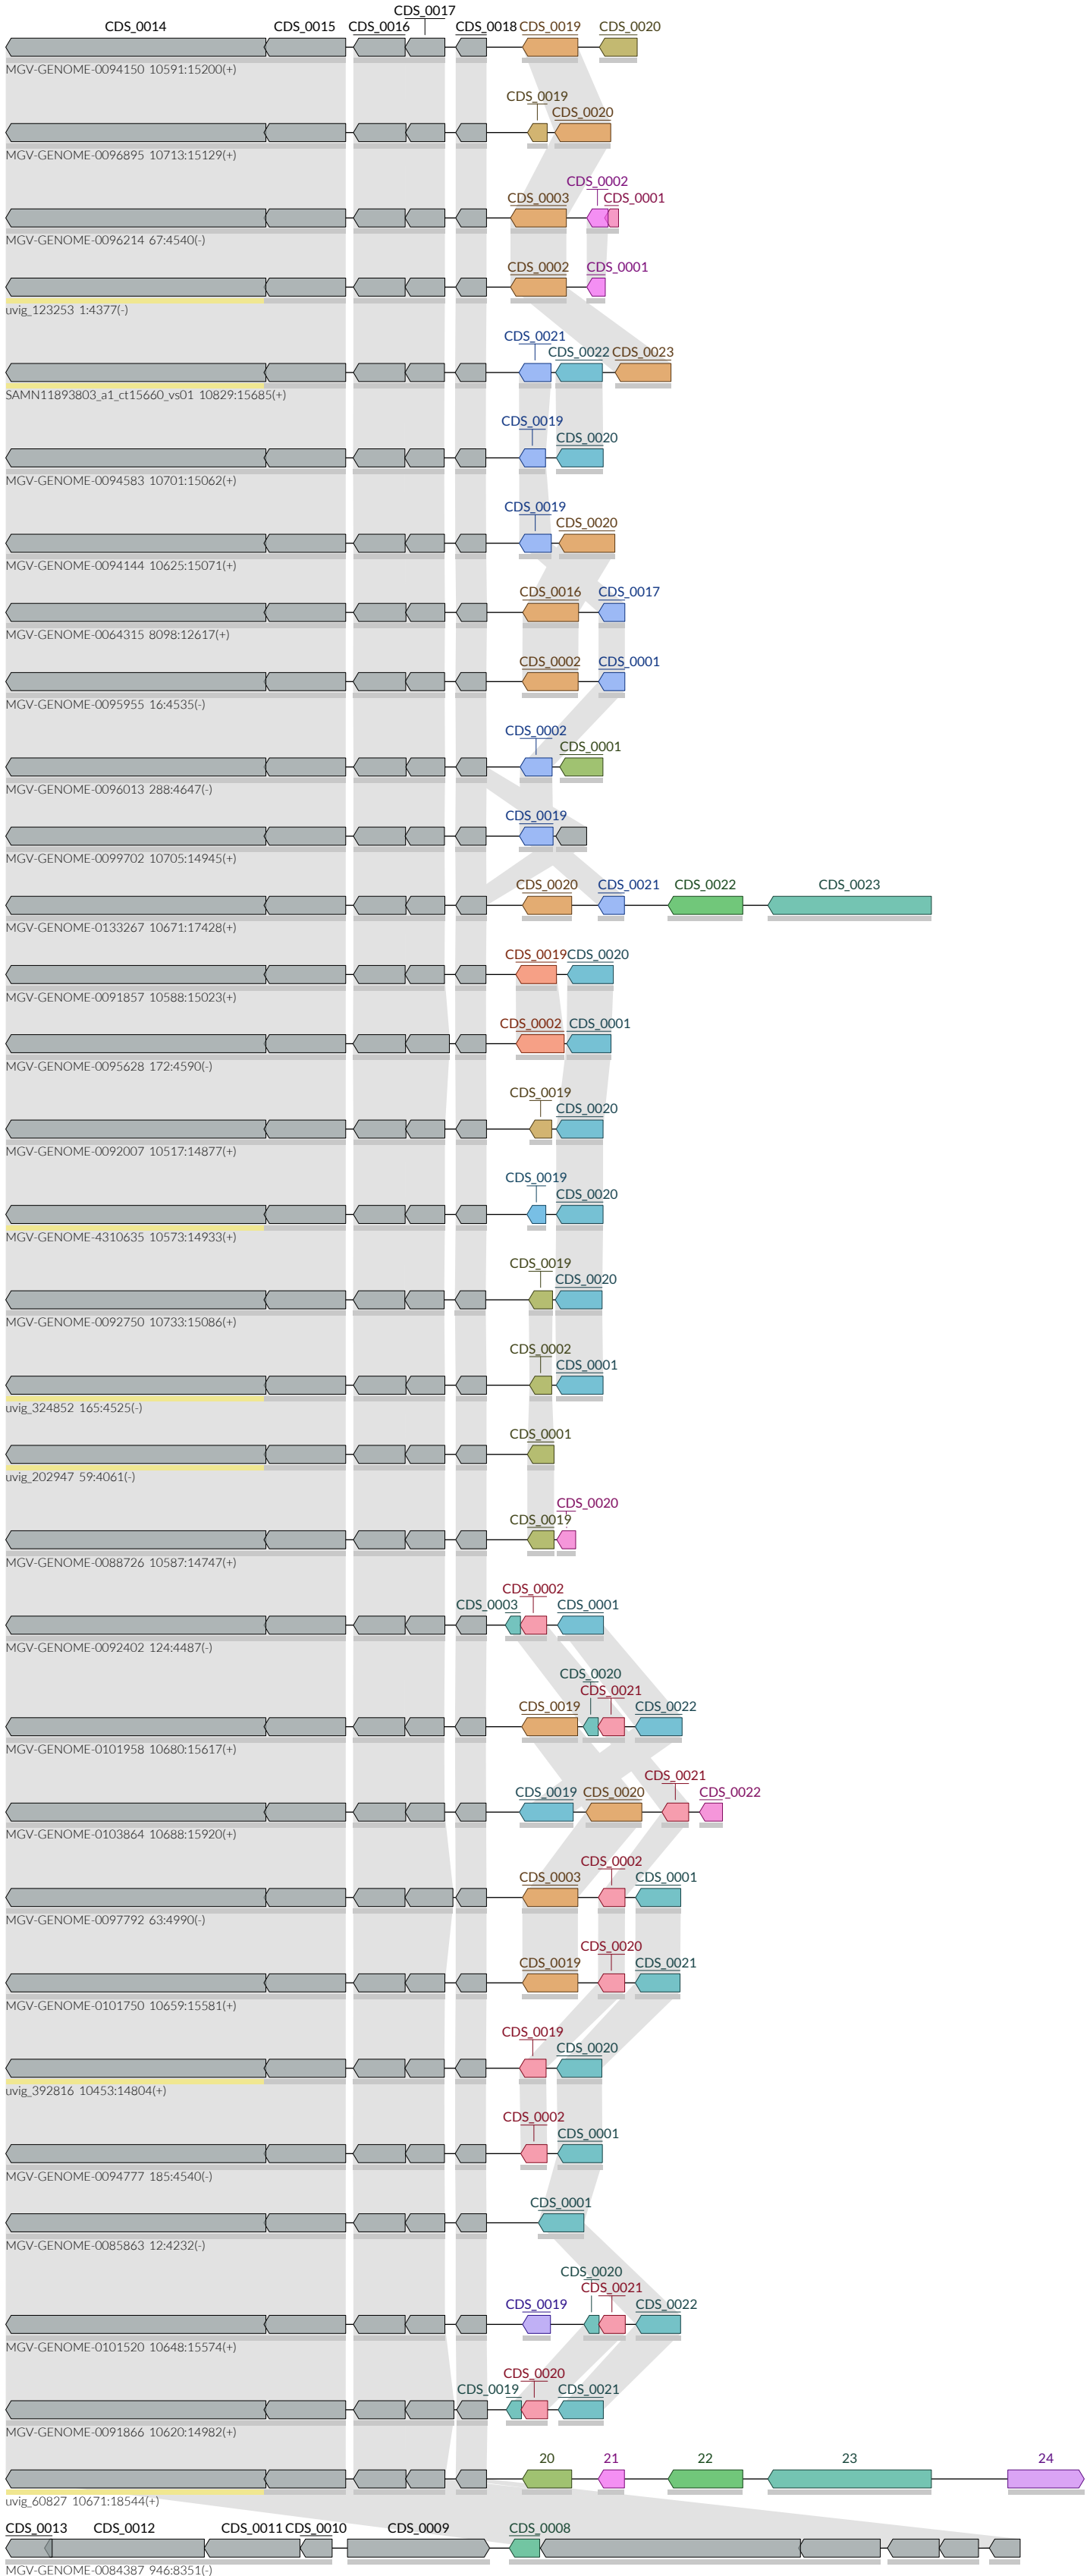 CDS_0017
CDS_0014 CDS_0015 CDS_0016 CDS_0018 CDS_0019 CDS_0020
MGV-GENOME-0094150 10591:15200(+)
CDS_0019
CDS_0020
MGV-GENOME-0096895 10713:15129(+)
CDS_0002
CDS_0003 CDS_0001
MGV-GENOME-0096214 67:4540(-)
CDS_0002 CDS_0001
uvig_123253 1:4377(-)
CDS_0021
CDS_0022 CDS_0023
SAMN11893803_a1_ct15660_vs01 10829:15685(+)
CDS_0019
CDS_0020
MGV-GENOME-0094583 10701:15062(+)
CDS_0019
CDS_0020
MGV-GENOME-0094144 10625:15071(+)
CDS_0016 CDS_0017
MGV-GENOME-0064315 8098:12617(+)
CDS_0002 CDS_0001
MGV-GENOME-0095955 16:4535(-)
CDS_0002
CDS_0001
MGV-GENOME-0096013 288:4647(-)
CDS_0019
MGV-GENOME-0099702 10705:14945(+)
CDS_0020 CDS_0021 CDS_0022 CDS_0023
MGV-GENOME-0133267 10671:17428(+)
CDS_0019 CDS_0020
MGV-GENOME-0091857 10588:15023(+)
CDS_0002 CDS_0001
MGV-GENOME-0095628 172:4590(-)
CDS_0019
CDS_0020
MGV-GENOME-0092007 10517:14877(+)
CDS_0019
CDS_0020
MGV-GENOME-4310635 10573:14933(+)
CDS_0019
CDS_0020
MGV-GENOME-0092750 10733:15086(+)
CDS_0002
CDS_0001
uvig_324852 165:4525(-)
CDS_0001
uvig_202947 59:4061(-)
CDS_0020
CDS_0019
MGV-GENOME-0088726 10587:14747(+)
CDS_0002
CDS_0003 CDS_0001
MGV-GENOME-0092402 124:4487(-)
CDS_0020
CDS_0021
CDS_0019 CDS_0022
MGV-GENOME-0101958 10680:15617(+)
CDS_0021
CDS_0019 CDS_0020 CDS_0022
MGV-GENOME-0103864 10688:15920(+)
CDS_0002
CDS_0003 CDS_0001
MGV-GENOME-0097792 63:4990(-)
CDS_0020
CDS_0019 CDS_0021
MGV-GENOME-0101750 10659:15581(+)
CDS_0019
CDS_0020
uvig_392816 10453:14804(+)
CDS_0002
CDS_0001
MGV-GENOME-0094777 185:4540(-)
CDS_0001
MGV-GENOME-0085863 12:4232(-)
CDS_0020
CDS_0021
CDS_0019 CDS_0022
MGV-GENOME-0101520 10648:15574(+)
CDS_0020
CDS_0019 CDS_0021
MGV-GENOME-0091866 10620:14982(+)
20 21 22 23 24
uvig_60827 10671:18544(+)
CDS_0013 CDS_0012 CDS_0011 CDS_0010 CDS_0009 CDS_0008
MGV-GENOME-0084387 946:8351(-)